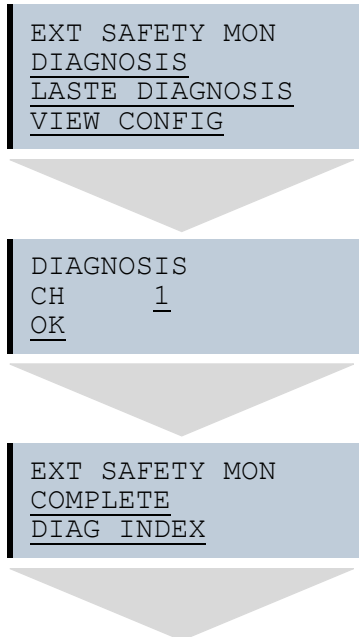 EXT SAFETY MON
DIAGNOSIS
LASTE DIAGNOSIS
VIEW CONFIG
DIAGNOSIS
CH 1
OK
EXT SAFETY MON
COMPLETE
DIAG INDEX